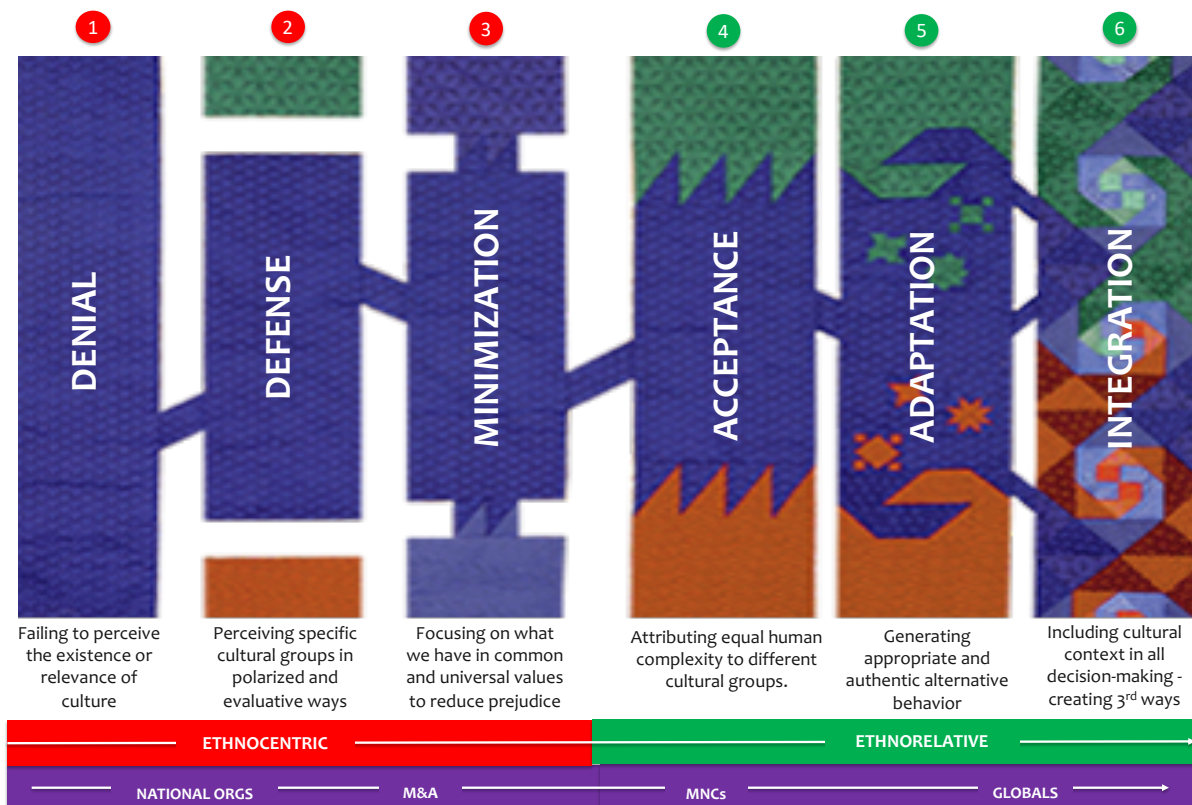 1
2
3
4
5
6
DENIAL
DEFENSE
MINIMIZATION
ACCEPTANCE
ADAPTATION
INTEGRATION
Failing to perceive
the existence or
relevance of
culture
Perceiving specific
cultural groups in
polarized and
evaluative ways
Focusing on what
we have in common
and universal values
to reduce prejudice
Attributing equal human
complexity to different
cultural groups.
Generating
appropriate and
authentic alternative
behavior
Including cultural
context in all
decision-making -
creating 3rd ways
ETHNOCENTRIC
ETHNORELATIVE
NATIONAL ORGS
M&A
MNCs
GLOBALS